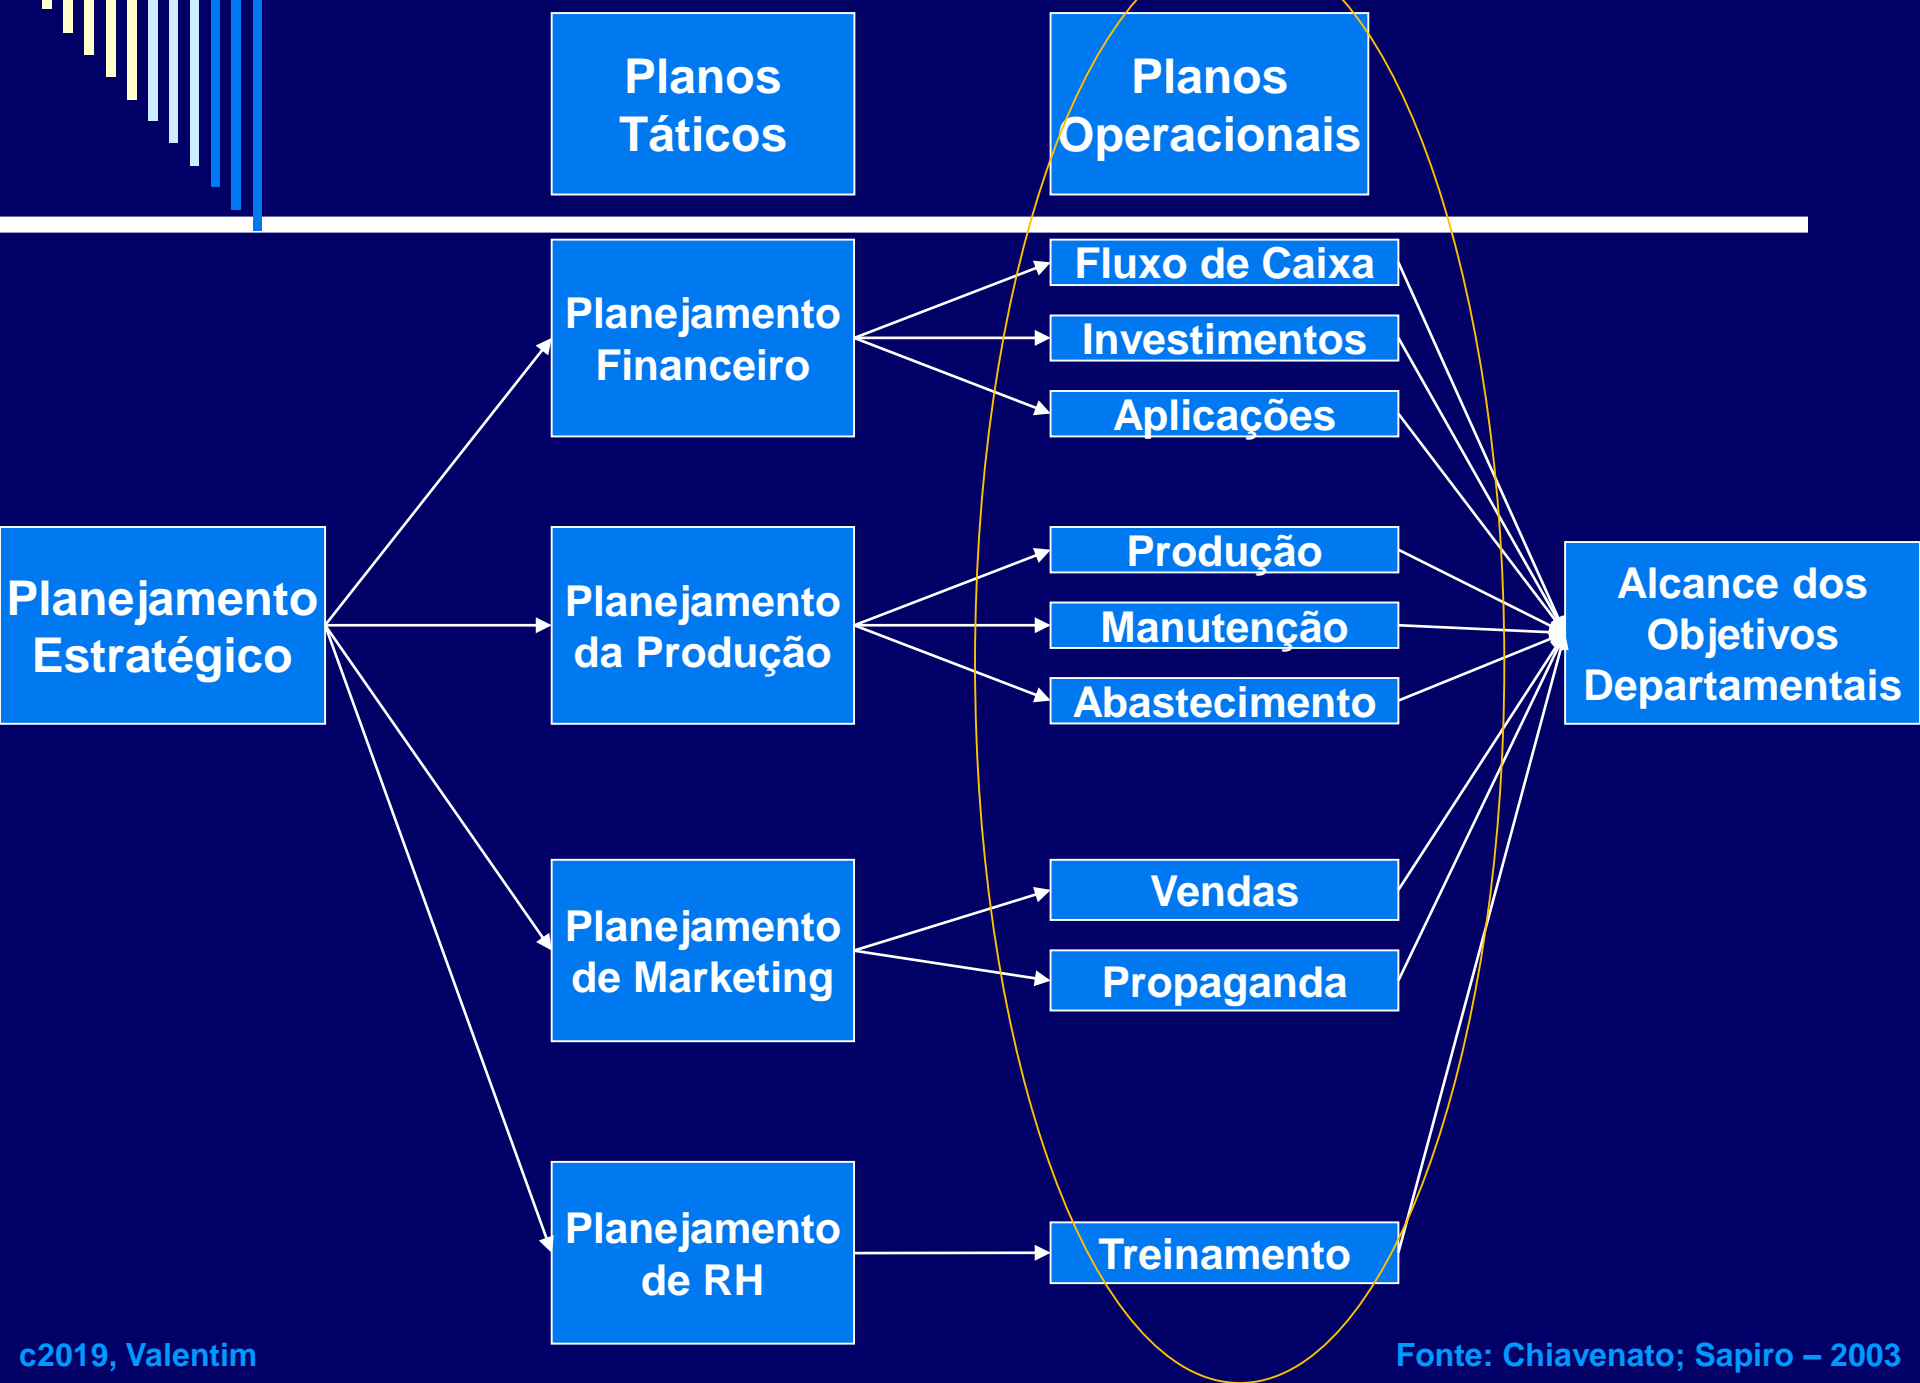 Planos
Táticos
Planos
Operacionais
Planejamento
Estratégico
Planejamento
Financeiro
Fluxo de Caixa
Investimentos
Aplicações
Planejamento
da Produção
Produção
Manutenção
Abastecimento
Planejamento
de Marketing
Vendas
Propaganda
Planejamento
de RH
Treinamento
Alcance dos
Objetivos
Departamentais
c2019, Valentim
Fonte: Chiavenato; Sapiro – 2003